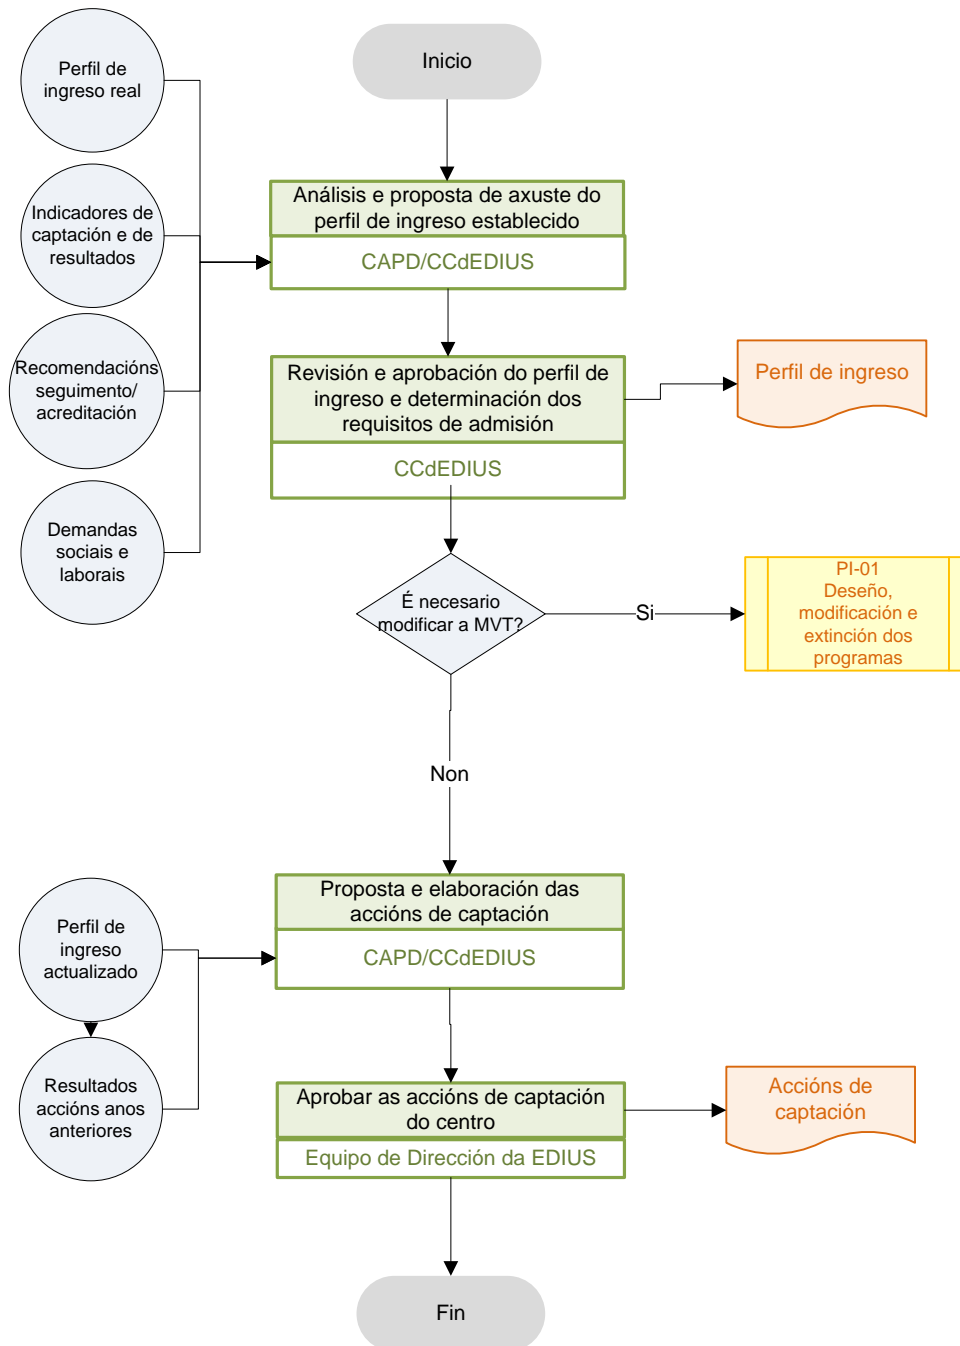 Inicio
Perfil de
ingreso real
Indicadores de
captación e de
resultados
Recomendacións
seguimento/
acreditación
Demandas
sociais e
laborais
Análisis e proposta de axuste do
perfil de ingreso establecido
CAPD/CCdEDIUS
Revisión e aprobación do perfil de
ingreso e determinación dos
requisitos de admisión
CCdEDIUS
Perfil de ingreso
É necesario
modificar a MVT?
Si
PI-01
Deseño,
modificación e
extinción dos
programas
Non
Perfil de
ingreso
actualizado
Resultados
accións anos
anteriores
Proposta e elaboración das
accións de captación
CAPD/CCdEDIUS
Aprobar as accións de captación
do centro
Equipo de Dirección da EDIUS
Accións de
captación
Fin